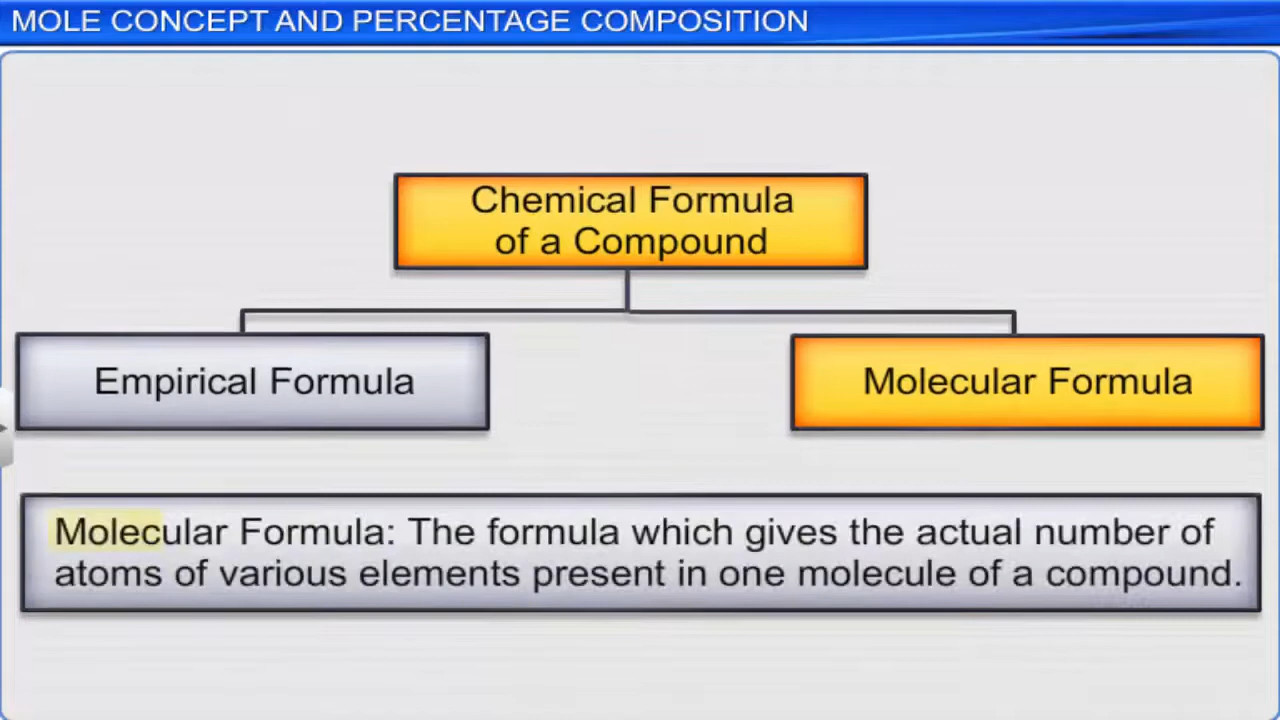 MOLE CONCEPT AND PERCENTAGE COMPOSITION
Chemical Formula
of a Compound
Empirical Formula
Molecular Formula
Molecular Formula: The formula which gives the actual number of
atoms of various elements present in one molecule of a compound.